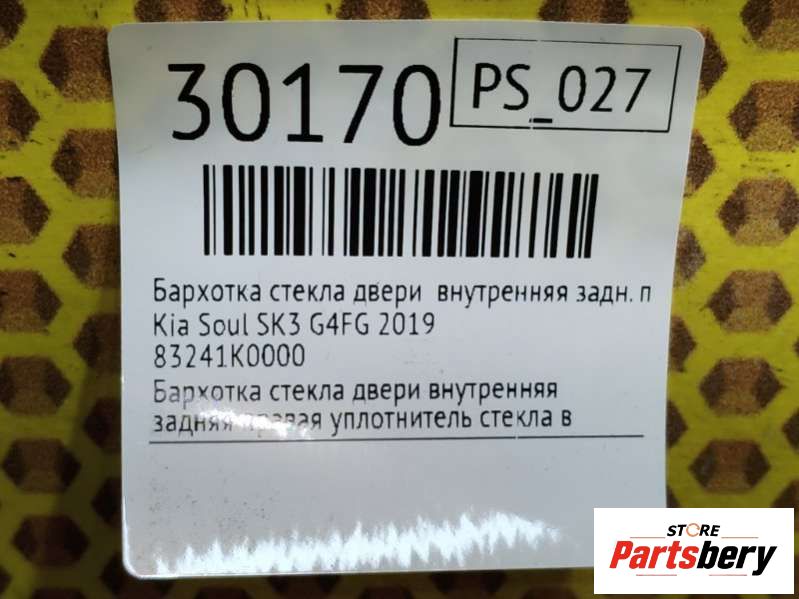 30170
PS_027
Бархотка стекла двери внутренняя задн. п
Kia Soul SK3 G4FG 2019
83241K0000
Бархотка стекла двери внутренняя
задняя правая уплотнитель стекла в
STORE
Partsbery